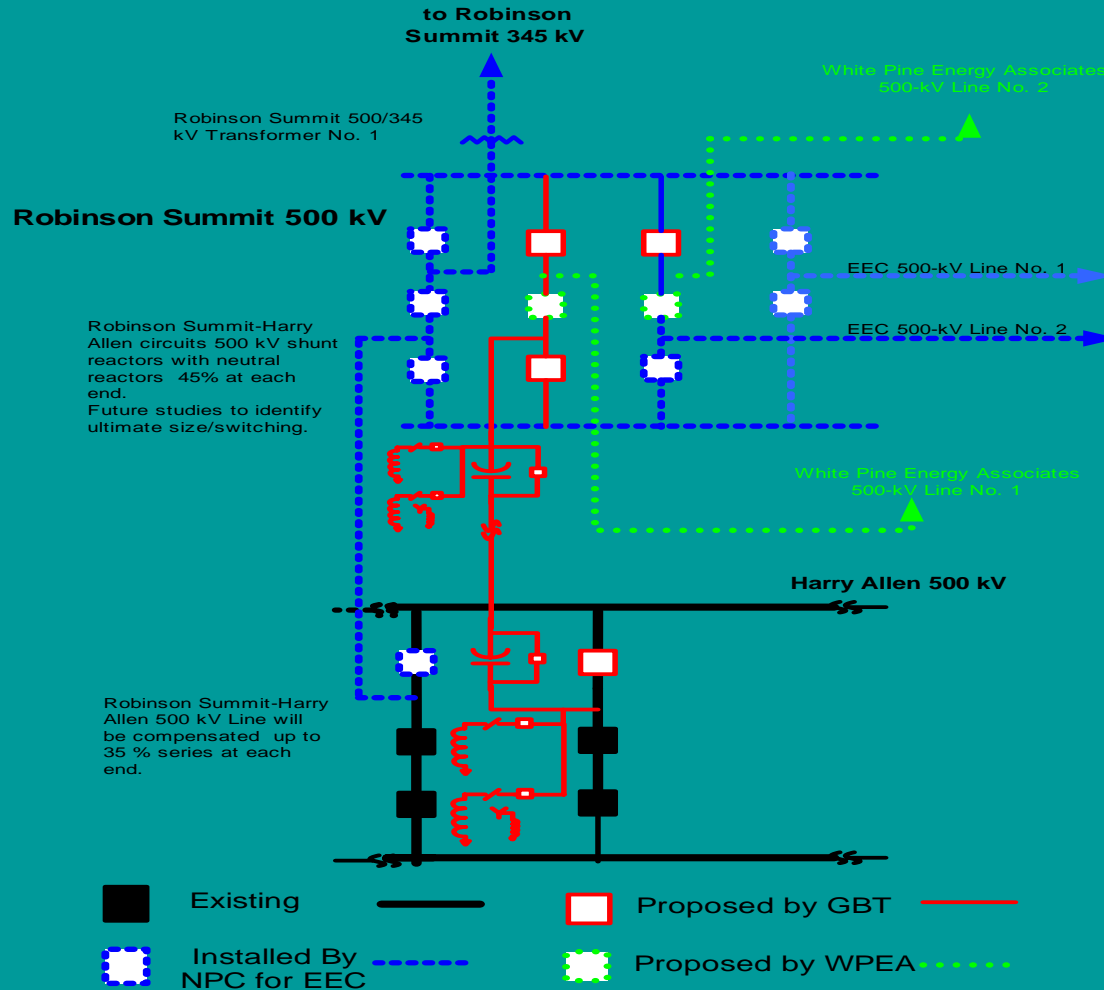 to Robinson
Summit 345 kV
White Pine Energy Associates
500-kV Line No. 2
Robinson Summit 500/345
kV Transformer No. 1
Robinson Summit 500 kV
EEC 500-kV Line No. 1
EEC 500-kV Line No. 2
Robinson Summit-Harry
Allen circuits 500 kV shunt
reactors with neutral
reactors 45% at each
end.
Future studies to identify
ultimate size/switching.
White Pine Energy Associates
500-kV Line No. 1
Harry Allen 500 kV
Robinson Summit-Harry
Allen 500 kV Line will
be compensated up to
35 % series at each
end.
Existing
Proposed by GBT
Installed By
NPC for EEC
Proposed by WPEA